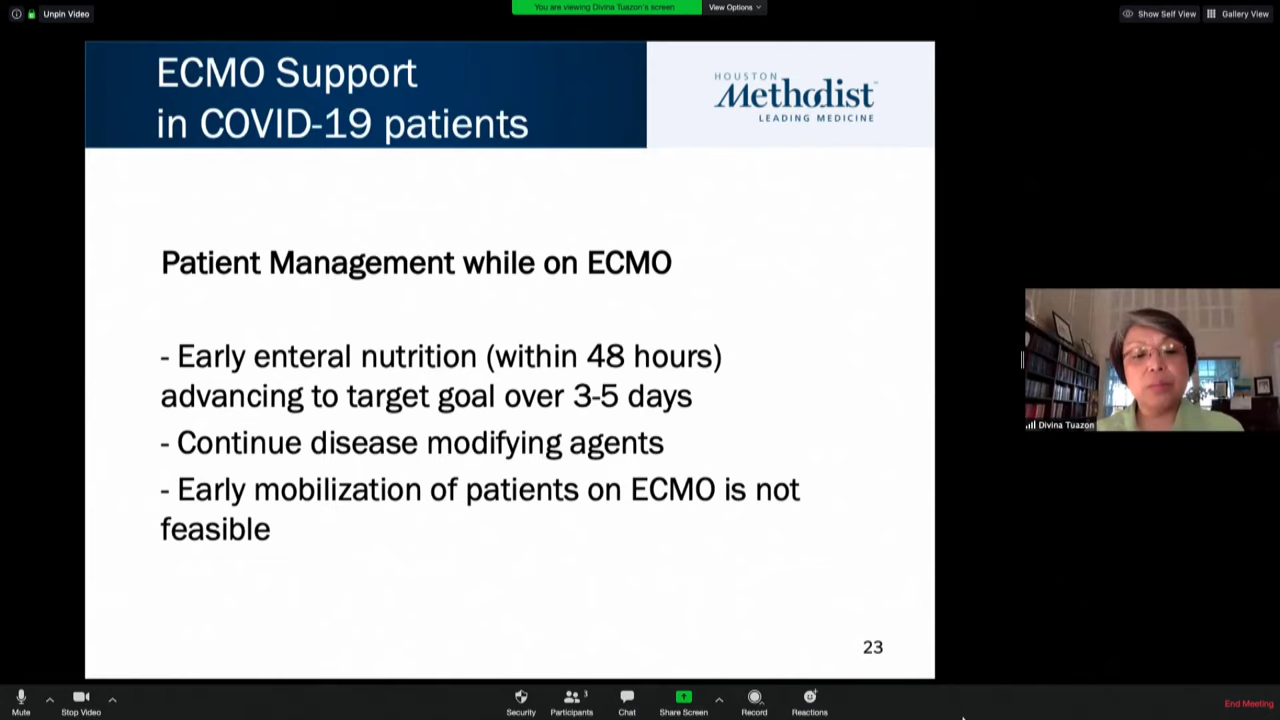 Unpin Video
You are viewing Divina Tuazon's screen
View Options
Show Self View
Gallery View
ECMO Support
in COVID-19 patients
HOUSTON
Methodist
LEADING MEDICINE
Patient Management while on ECMO
- Early enteral nutrition (within 48 hours)
advancing to target goal over 3-5 days
- Continue disease modifying agents
- Early mobilization of patients on ECMO is not
feasible
23
Divina Tuazon
Mute
Stop Video
Security
Participants
3
Chat
Share Screen
Record
Reactions
End Meeting